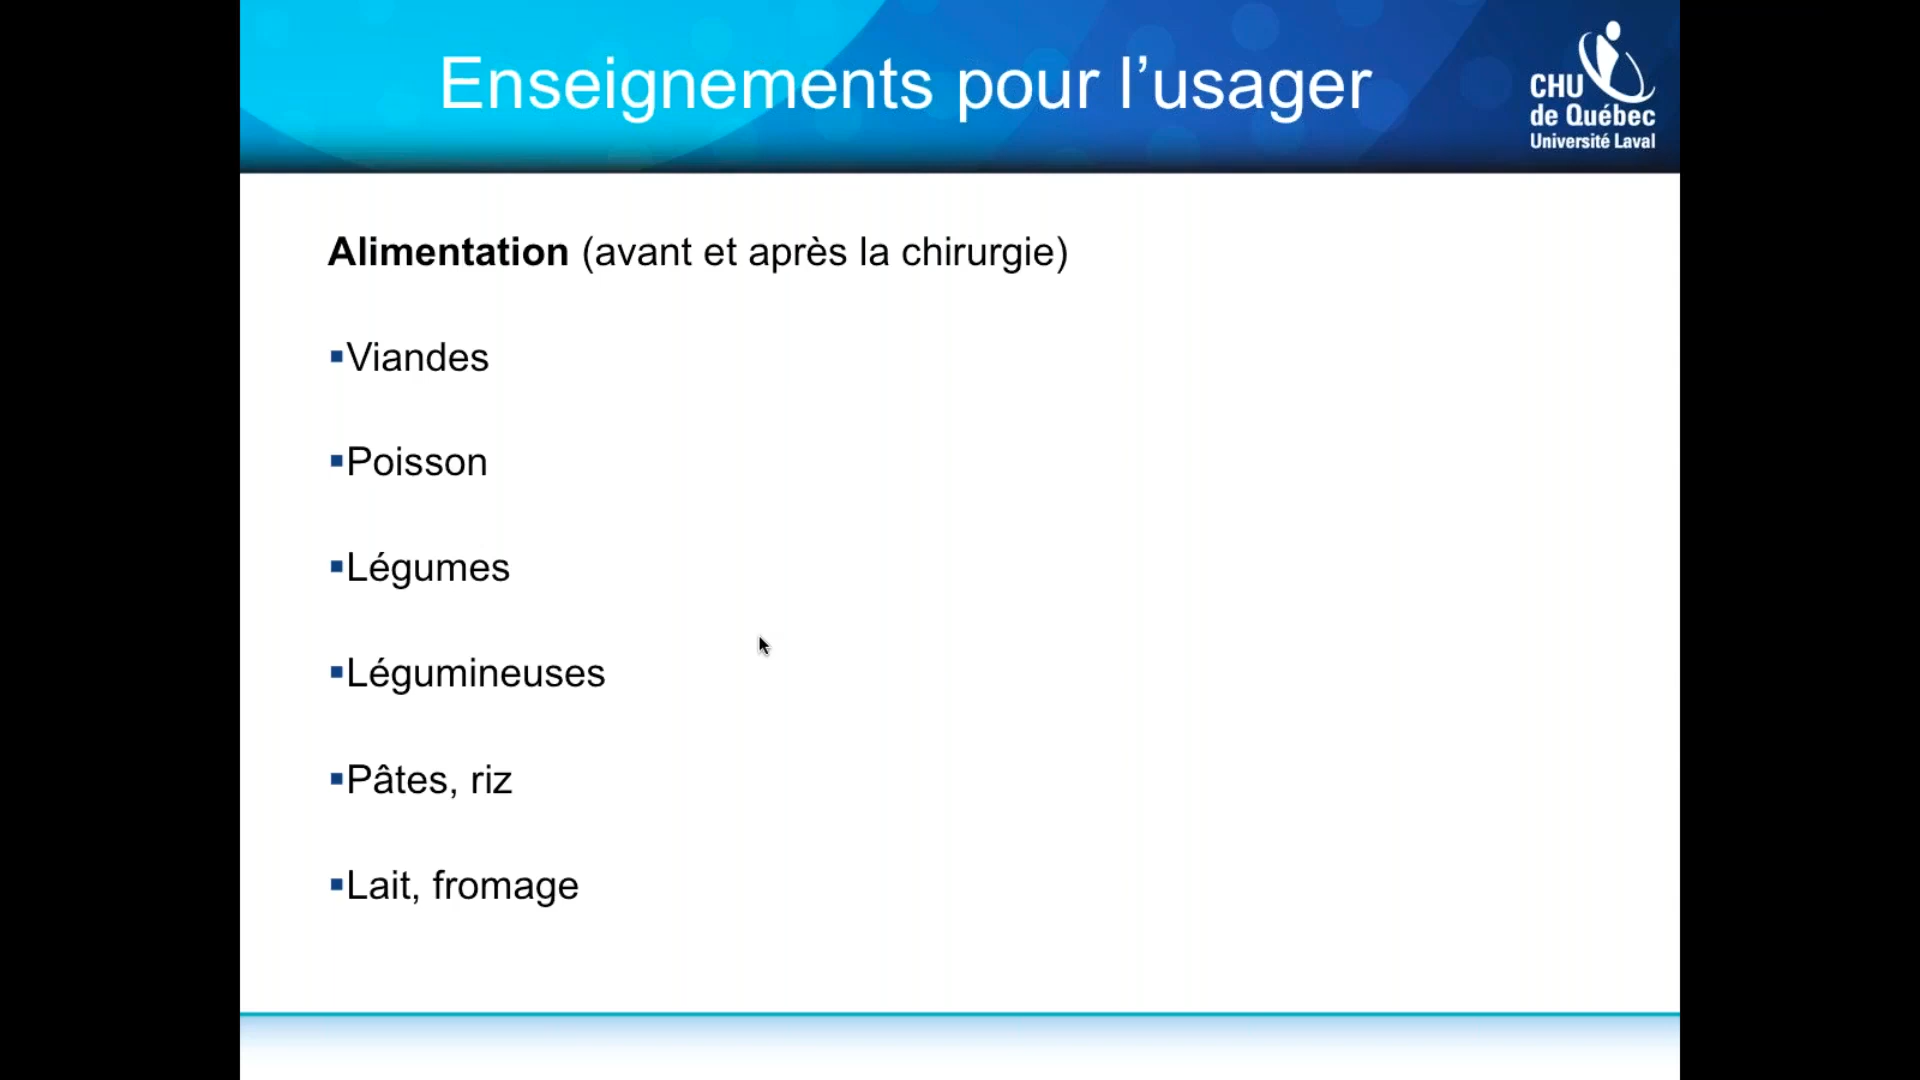 Enseignements pour l’usager
CHU
de Québec
Université Laval
Alimentation (avant et après la chirurgie)
▪Viandes
▪Poisson
▪Légumes
▪Légumineuses
▪Pâtes, riz
▪Lait, fromage